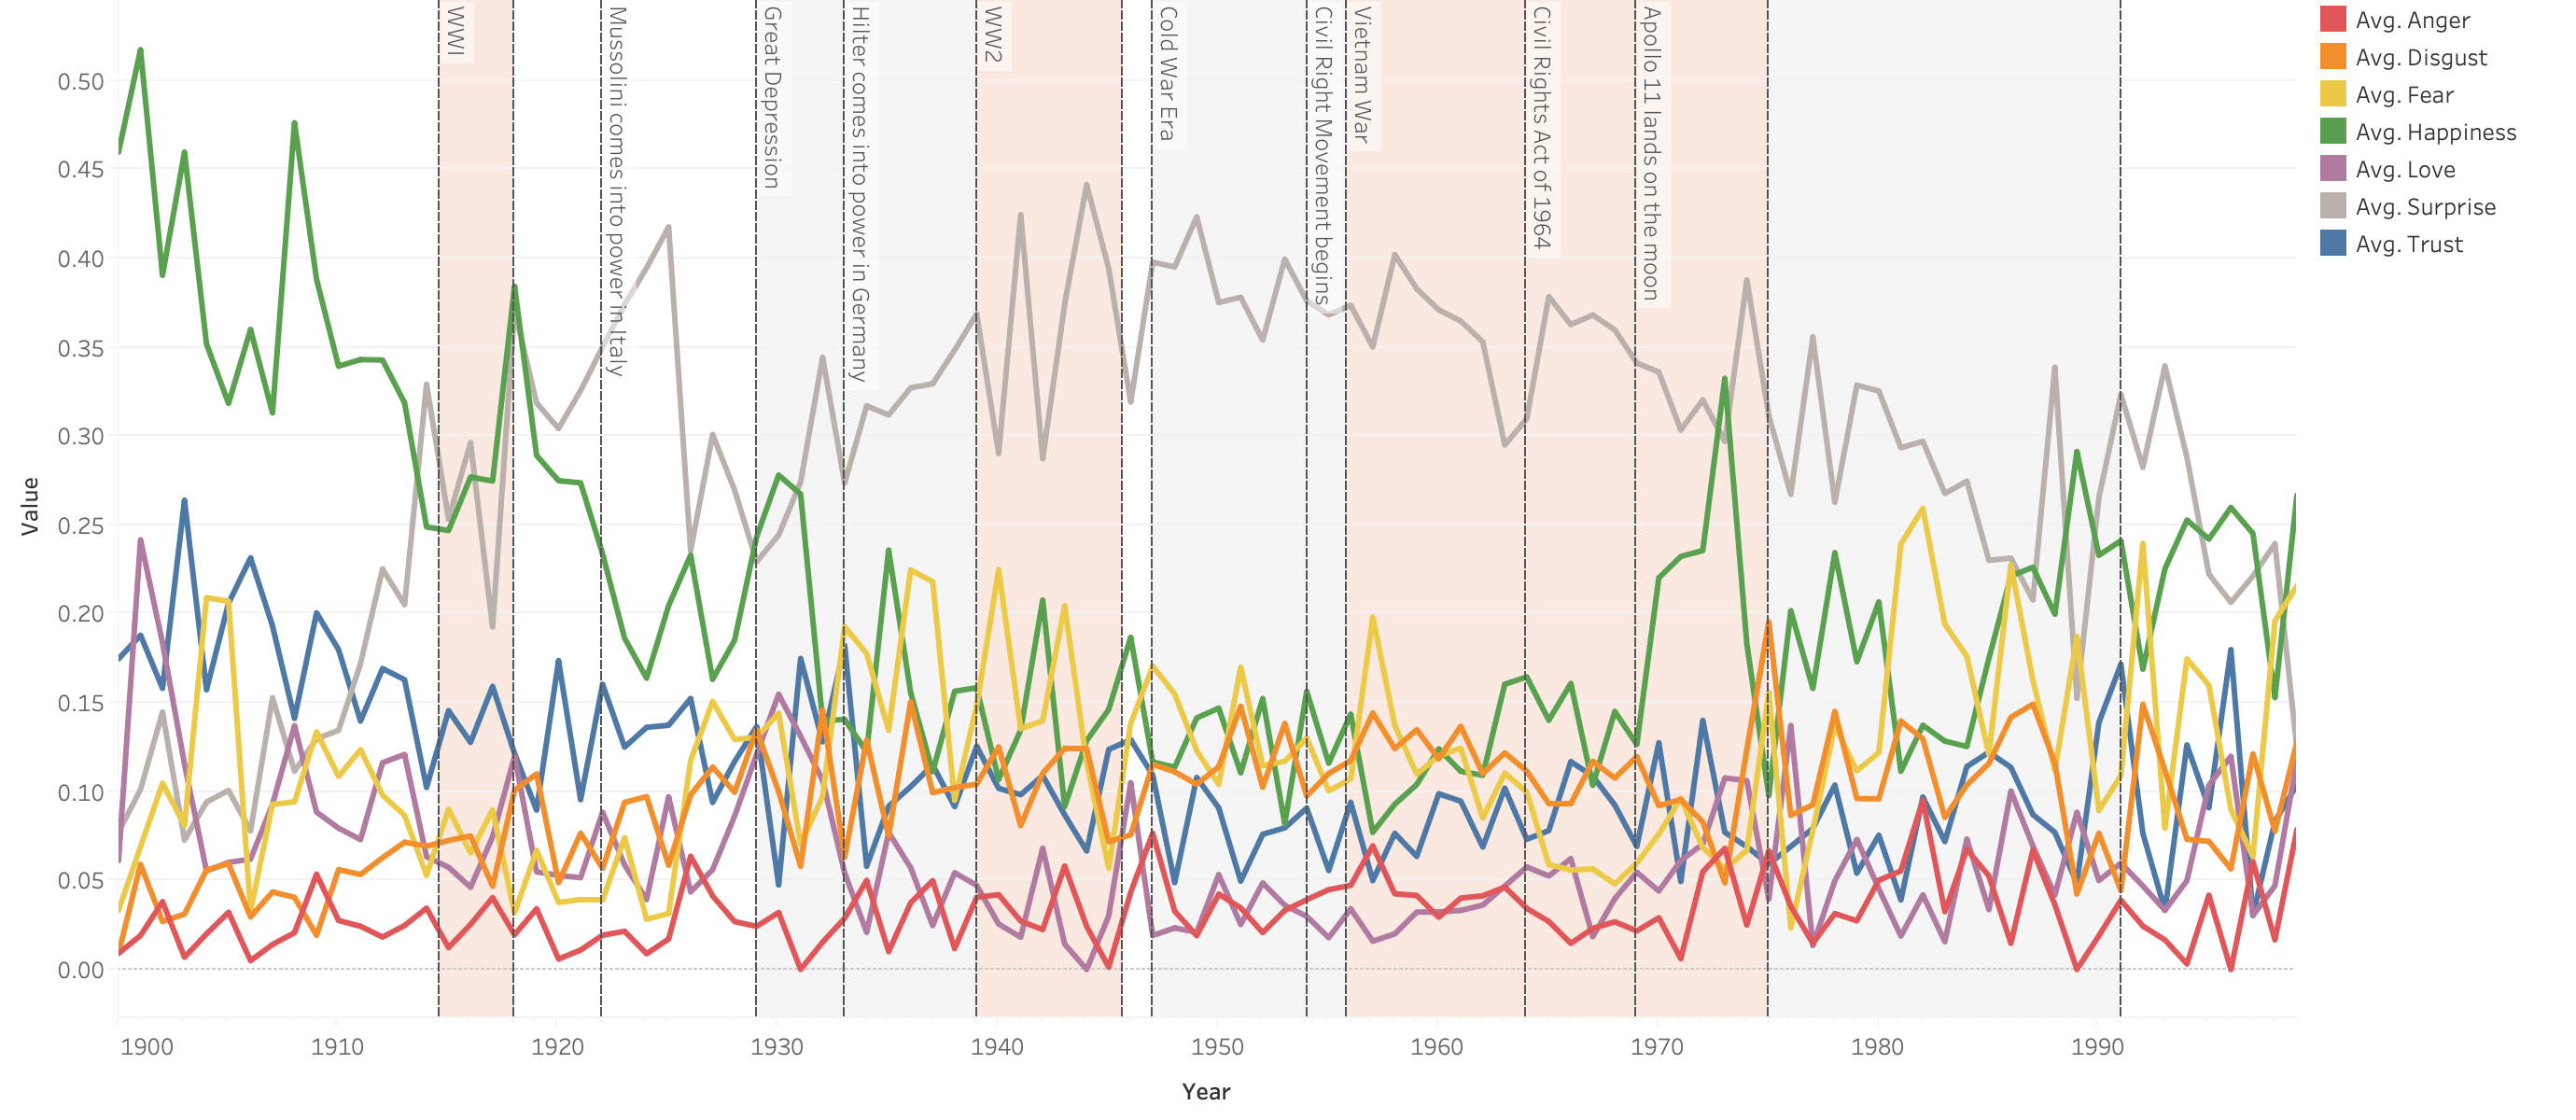 WWI
Mussolini comes into power in Italy
Great Depression
Hilter comes into power in Germany
WW2
Cold War Era
Civil Right Movement begins
Vietnam War
Civil Rights Act of 1964
Apollo 11 lands on the moon
Avg. Anger
Avg. Disgust
Avg. Fear
Avg. Happiness
Avg. Love
Avg. Surprise
Avg. Trust
0.50
0.45
0.40
0.35
0.30
0.25
0.20
0.15
0.10
0.05
0.00
Value
1900 1910 1920 1930 1940 1950 1960 1970 1980 1990
Year